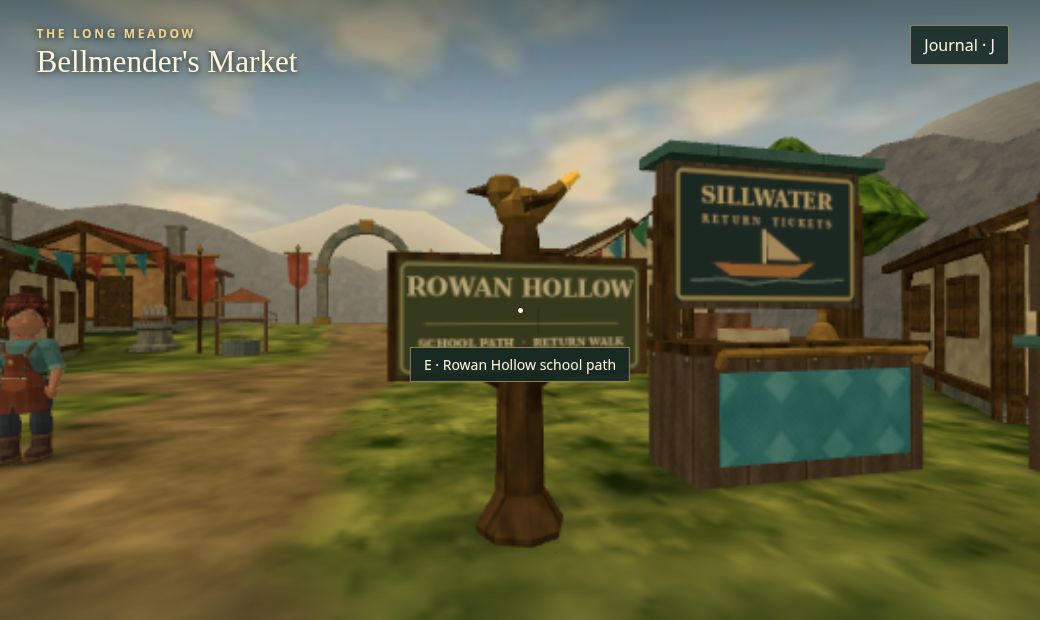 THE LONG MEADOW
Bellmender's Market
Journal · J
SILLWATER
RETURN TICKETS
ROWAN HOLLOW
SCHOOL PATH · RETURN WALK
E · Rowan Hollow school path